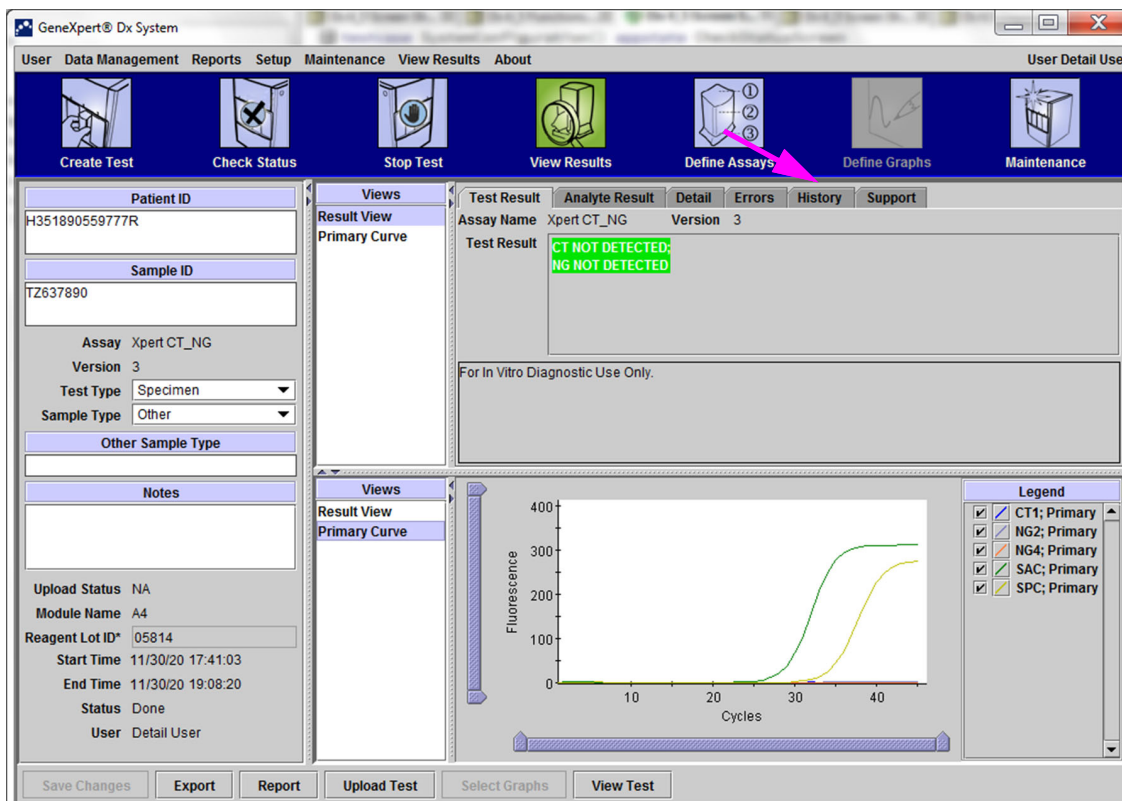 GeneXpert® Dx System
User Data Management Reports Setup Maintenance View Results About User Detail Use
Create Test Check Status Stop Test View Results Define Assays Define Graphs Maintenance
Patient ID
H351890559777R
Sample ID
TZ637890
Assay Xpert CT_NG
Version 3
Test Type Specimen
Sample Type Other
Other Sample Type
Notes
Upload Status NA
Module Name A4
Reagent Lot ID* 05814
Start Time 11/30/20 17:41:03
End Time 11/30/20 19:08:20
Status Done
User Detail User
Views
Result View
Primary Curve
Test Result Analyte Result Detail Errors History Support
Assay Name Xpert CT_NG Version 3
Test Result CT NOT DETECTED;
NG NOT DETECTED
For In Vitro Diagnostic Use Only.
Views
Result View
Primary Curve
400
300
200
100
0
Fluorescence
10 20 30 40
Cycles
Legend
CT1; Primary
NG2; Primary
NG4; Primary
SAC; Primary
SPC; Primary
Save Changes Export Report Upload Test Select Graphs View Test